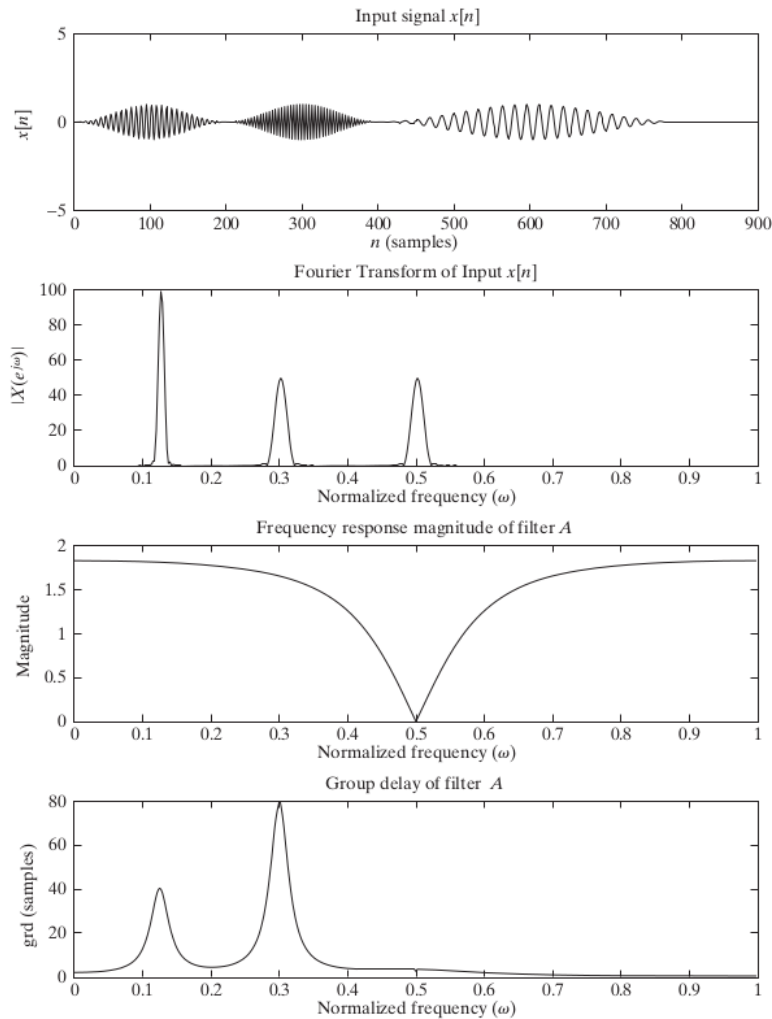 Input signal x[n]
5
0
−5
x[n]
0 100 200 300 400 500 600 700 800 900
n (samples)
Fourier Transform of Input x[n]
100
80
60
40
20
0
|X(e^{jω})|
0 0.1 0.2 0.3 0.4 0.5 0.6 0.7 0.8 0.9 1
Normalized frequency (ω)
Frequency response magnitude of filter A
2
1.5
1
0.5
0
Magnitude
0 0.1 0.2 0.3 0.4 0.5 0.6 0.7 0.8 0.9 1
Normalized frequency (ω)
Group delay of filter A
80
60
40
20
0
grd (samples)
0 0.1 0.2 0.3 0.4 0.5 0.6 0.7 0.8 0.9 1
Normalized frequency (ω)